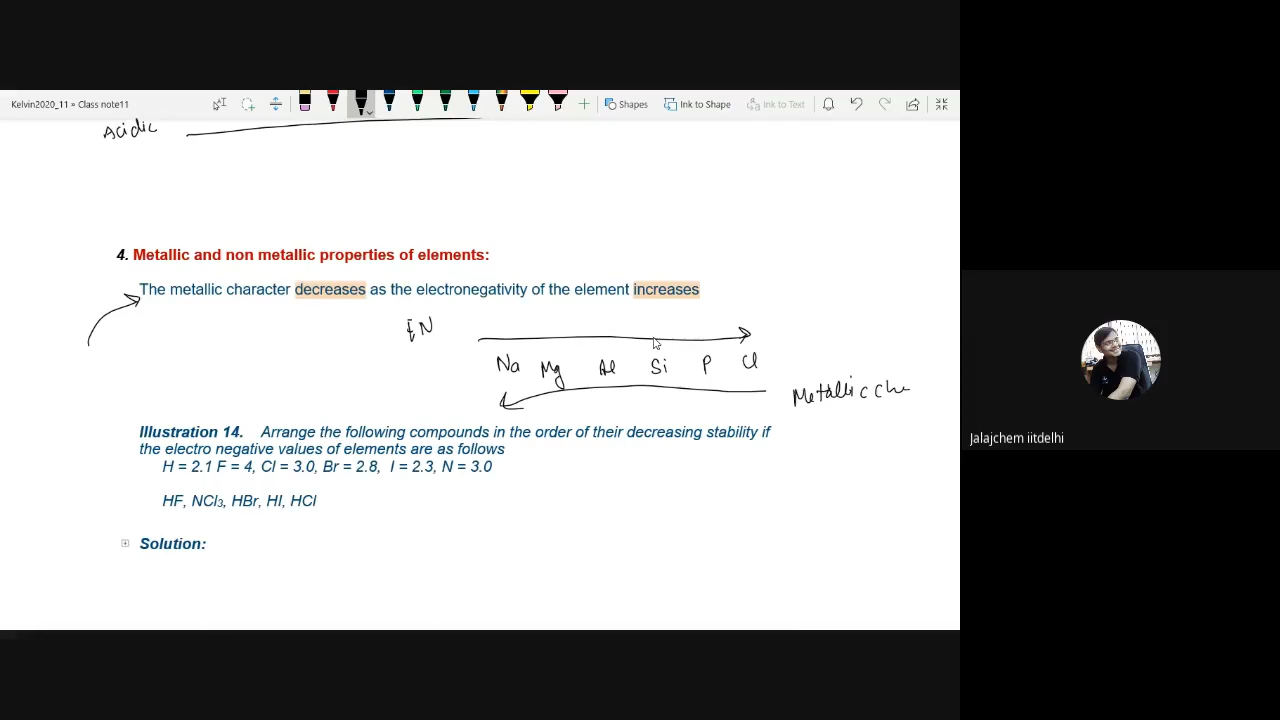 Kelvin2020_11 » Class note11
Shapes
Ink to Shape
Ink to Text
Acidic
4. Metallic and non metallic properties of elements:
The metallic character decreases as the electronegativity of the element increases
EN
Na Mg Al Si P Cl
Metallic cha
Illustration 14. Arrange the following compounds in the order of their decreasing stability if
the electro negative values of elements are as follows
H = 2.1 F = 4, Cl = 3.0, Br = 2.8, I = 2.3, N = 3.0
HF, NCl₃, HBr, HI, HCl
Solution:
Jalajchem iitdelhi